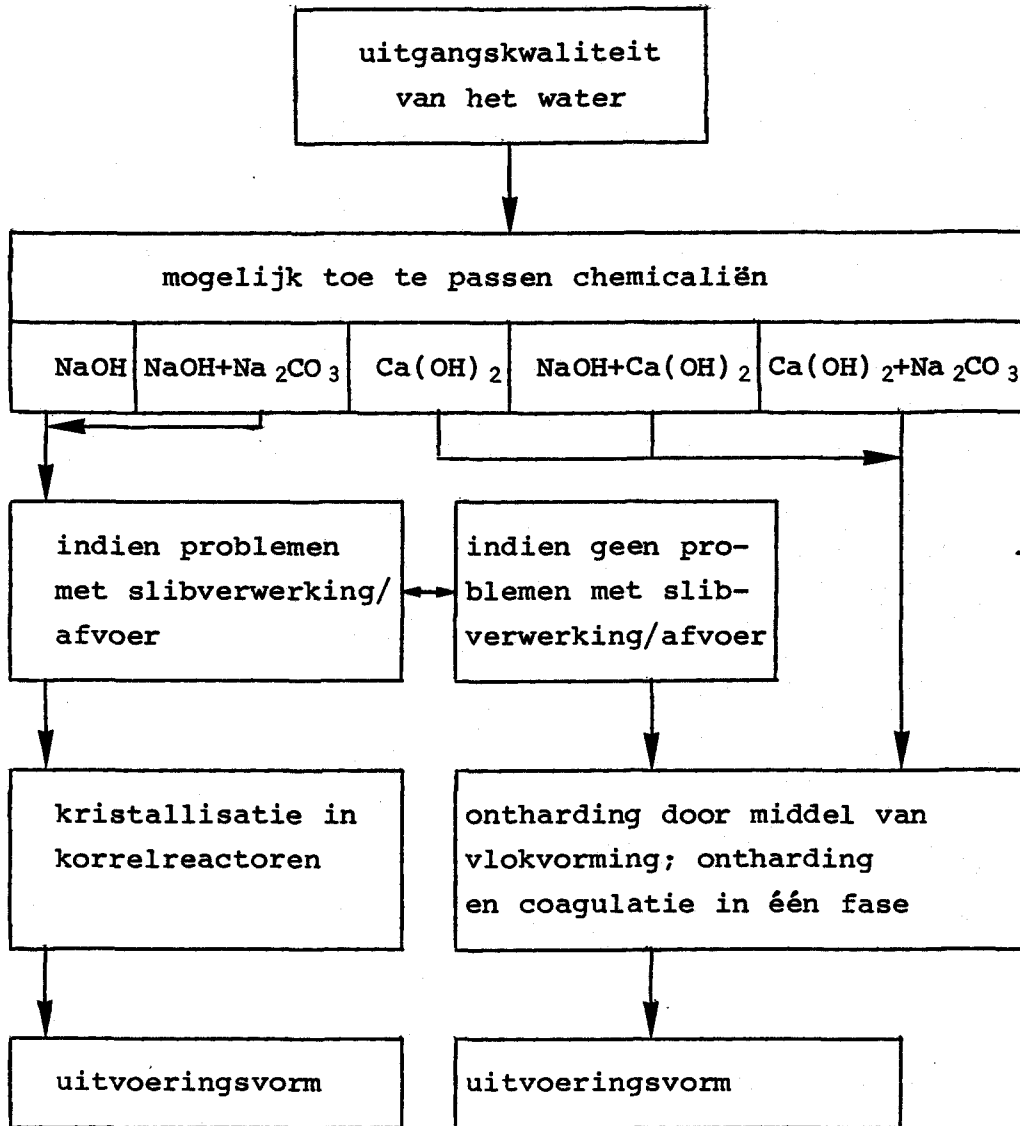 uitgangskwaliteit
van het water
mogelijk toe te passen chemicaliën
NaOH
NaOH+Na2CO3
Ca(OH)2
NaOH+Ca(OH)2
Ca(OH)2+Na2CO3
indien problemen
met slibverwerking/
afvoer
indien geen pro-
blemen met slib-
verwerking/afvoer
kristallisatie in
korrelreactoren
ontharding door middel van
vlokvorming; ontharding
en coagulatie in één fase
uitvoeringsvorm
uitvoeringsvorm